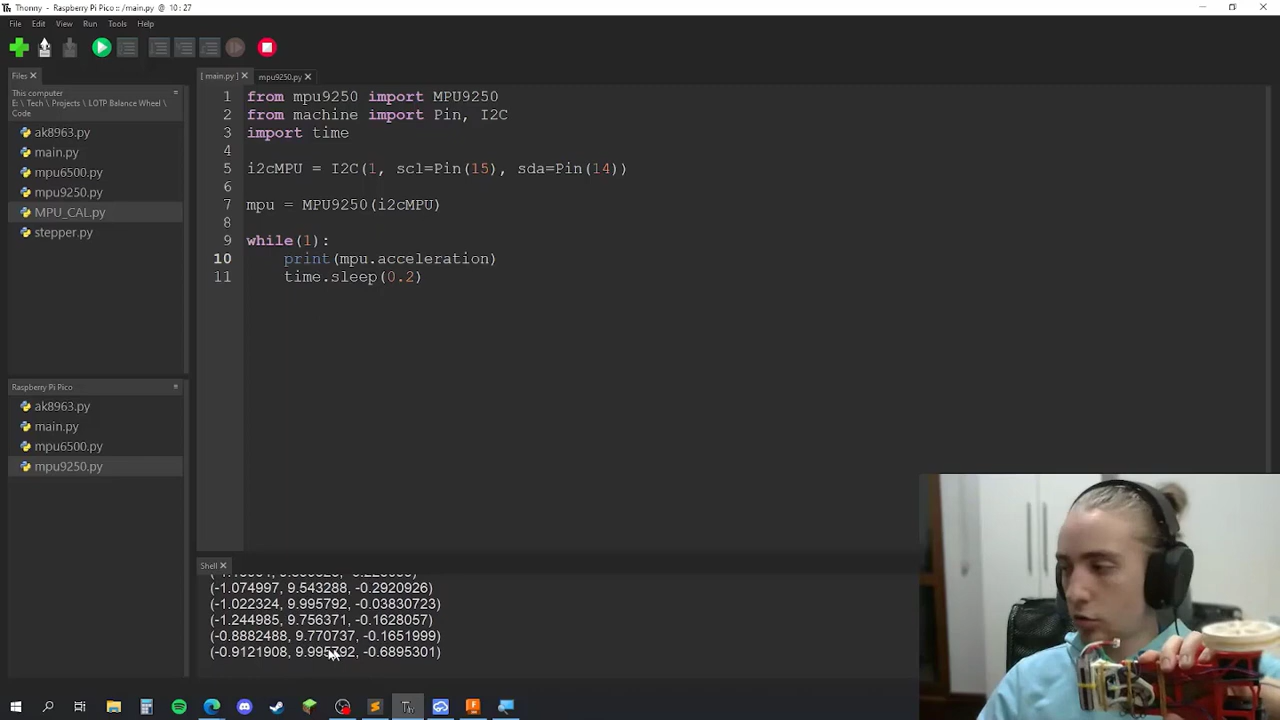 Thonny - Raspberry Pi Pico :: /main.py @ 10 : 27
File Edit View Run Tools Help
Files
This computer
E: \ Tech \ Projects \ LOTP Balance Wheel \
Code
ak8963.py
main.py
mpu6500.py
mpu9250.py
MPU_CAL.py
stepper.py
Raspberry Pi Pico
ak8963.py
main.py
mpu6500.py
mpu9250.py
[ main.py ] mpu9250.py
1 from mpu9250 import MPU9250
2 from machine import Pin, I2C
3 import time
4
5 i2cMPU = I2C(1, scl=Pin(15), sda=Pin(14))
6
7 mpu = MPU9250(i2cMPU)
8
9 while(1):
10 print(mpu.acceleration)
11 time.sleep(0.2)
Shell
(-1.074997, 9.543288, -0.2920926)
(-1.022324, 9.995792, -0.03830723)
(-1.244985, 9.756371, -0.1628057)
(-0.8882488, 9.770737, -0.1651999)
(-0.9121908, 9.995792, -0.6895301)